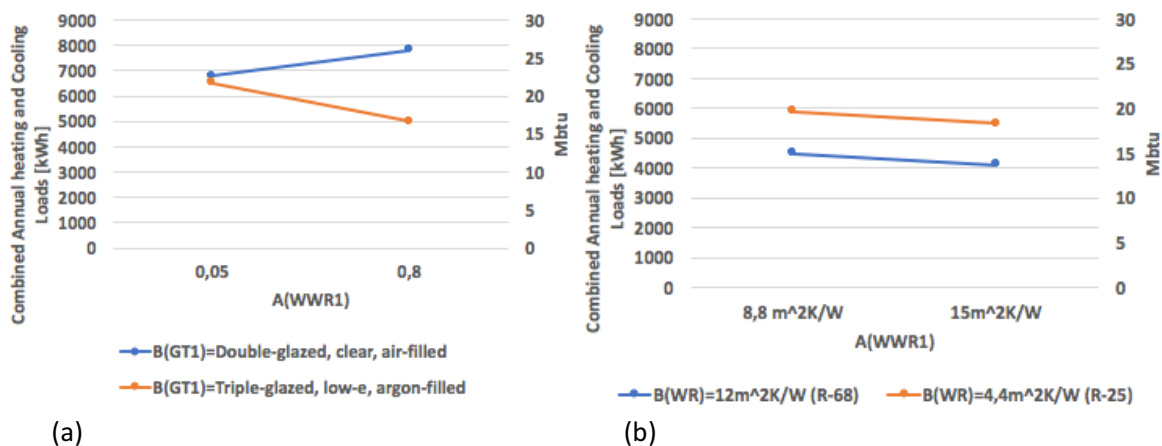 Combined Annual heating and Cooling
Loads [kWh]
9000
8000
7000
6000
5000
4000
3000
2000
1000
0
30
25
20
15
10
5
0
Mbtu
0,05
0,8
A(WWR1)
B(GT1)=Double-glazed, clear, air-filled
B(GT1)=Triple-glazed, low-e, argon-filled
(a)
Combined Annual heating and Cooling
Loads [kWh]
9000
8000
7000
6000
5000
4000
3000
2000
1000
0
30
25
20
15
10
5
0
Mbtu
8,8 m^2K/W
15m^2K/W
A(WWR1)
B(WR)=12m^2K/W (R-68)
B(WR)=4,4m^2K/W (R-25)
(b)